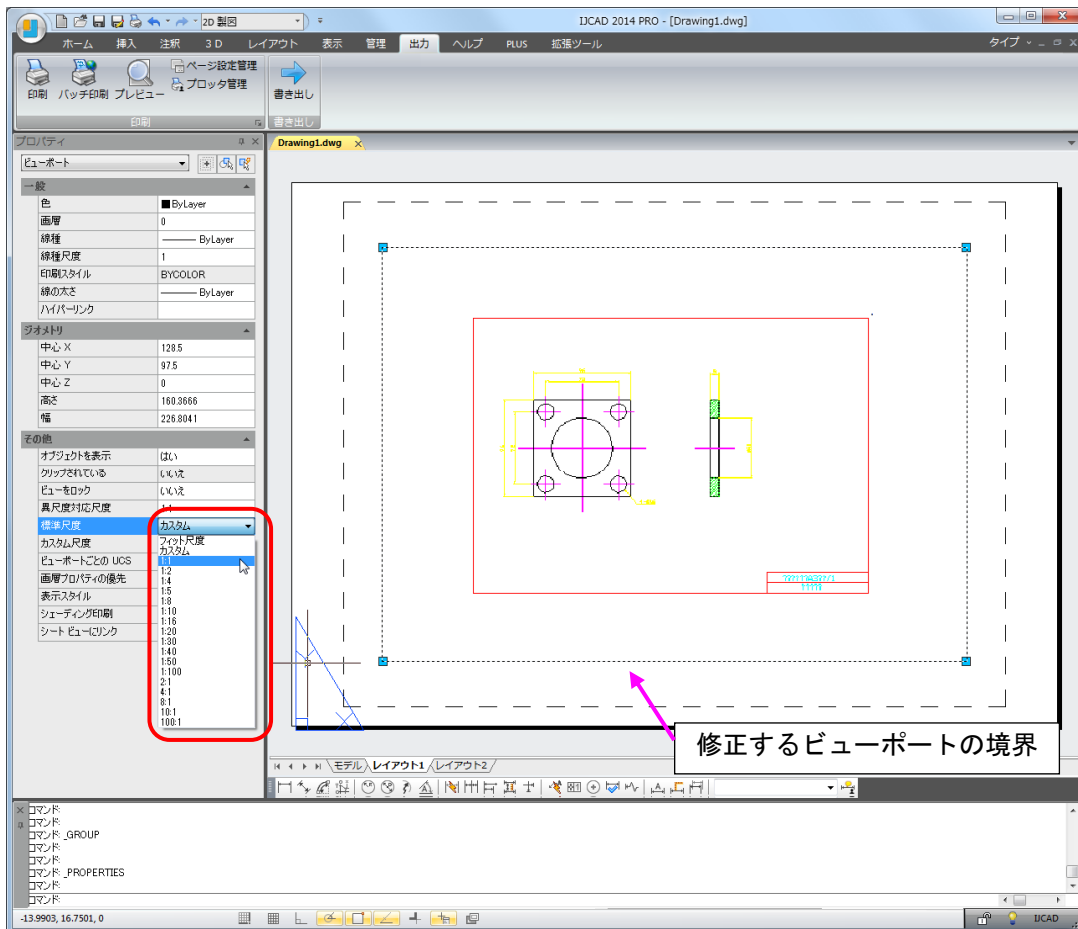 2D 製図
IJCAD 2014 PRO - [Drawing1.dwg]
ホーム 挿入 注釈 3 D レイアウト 表示 管理 出力 ヘルプ PLUS 拡張ツール タイプ
印刷 バッチ印刷 プレビュー ページ設定管理 プロッタ管理 書き出し
印刷 書き出し
プロパティ
Drawing1.dwg
ビューポート
一般
色 ByLayer
画層 0
線種 ByLayer
線種尺度 1
印刷スタイル BYCOLOR
線の太さ ByLayer
ハイパーリンク
ジオメトリ
中心 X 128.5
中心 Y 97.5
中心 Z 0
高さ 160.3666
幅 226.8041
その他
オブジェクトを表示 はい
クリップされている いいえ
ビューをロック いいえ
異尺度対応尺度 1:1
標準尺度 カスタム
カスタム尺度
ビューポートごとの UCS
画層プロパティの優先
表示スタイル
シェーディング印刷
シート ビューにリンク
フィット尺度
カスタム
1:1
1:2
1:4
1:5
1:8
1:10
1:16
1:20
1:30
1:40
1:50
1:100
2:1
4:1
8:1
10:1
100:1
修正するビューポートの境界
モデル レイアウト1 レイアウト2
コマンド:
コマンド:
コマンド: _GROUP
コマンド:
コマンド:
コマンド: _PROPERTIES
コマンド:
コマンド:
-13.9903, 16.7501, 0
IJCAD